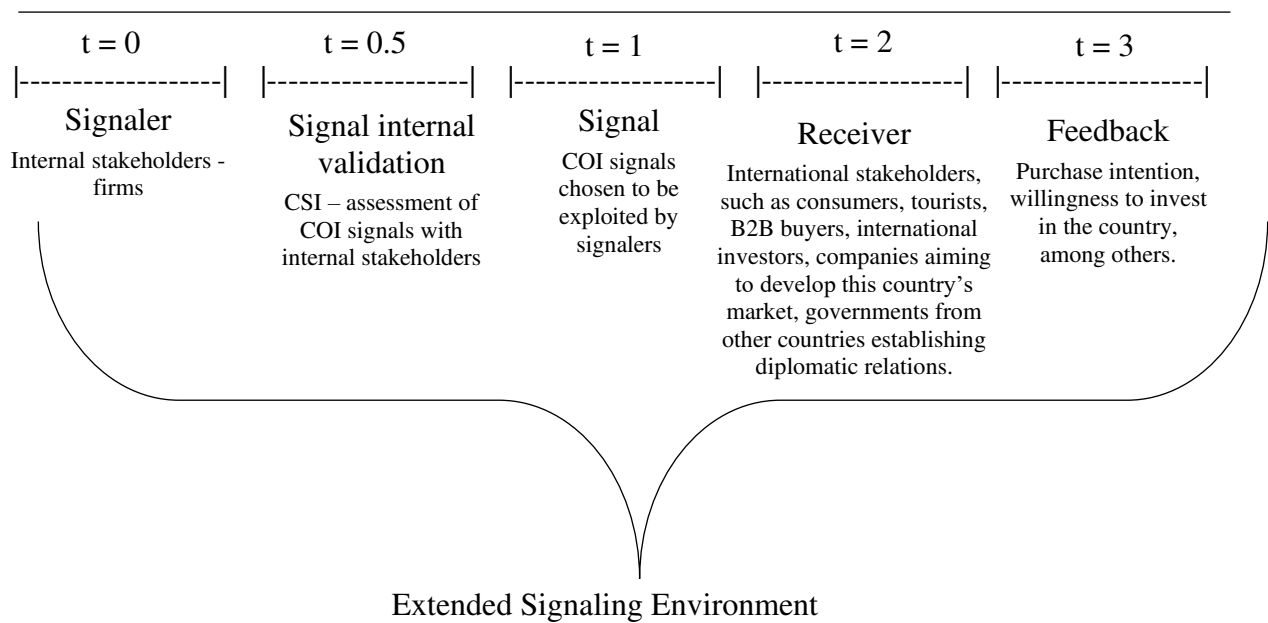 t = 0
t = 0.5
t = 1
t = 2
t = 3
|--------------------|
|--------------------|
|--------------------|
|--------------------|
|--------------------|
Signaler
Internal stakeholders -
firms
Signal internal
validation
CSI – assessment of
COI signals with
internal stakeholders
Signal
COI signals
chosen to be
exploited by
signalers
Receiver
International stakeholders,
such as consumers, tourists,
B2B buyers, international
investors, companies aiming
to develop this country's
market, governments from
other countries establishing
diplomatic relations.
Feedback
Purchase intention,
willingness to invest
in the country,
among others.
Extended Signaling Environment